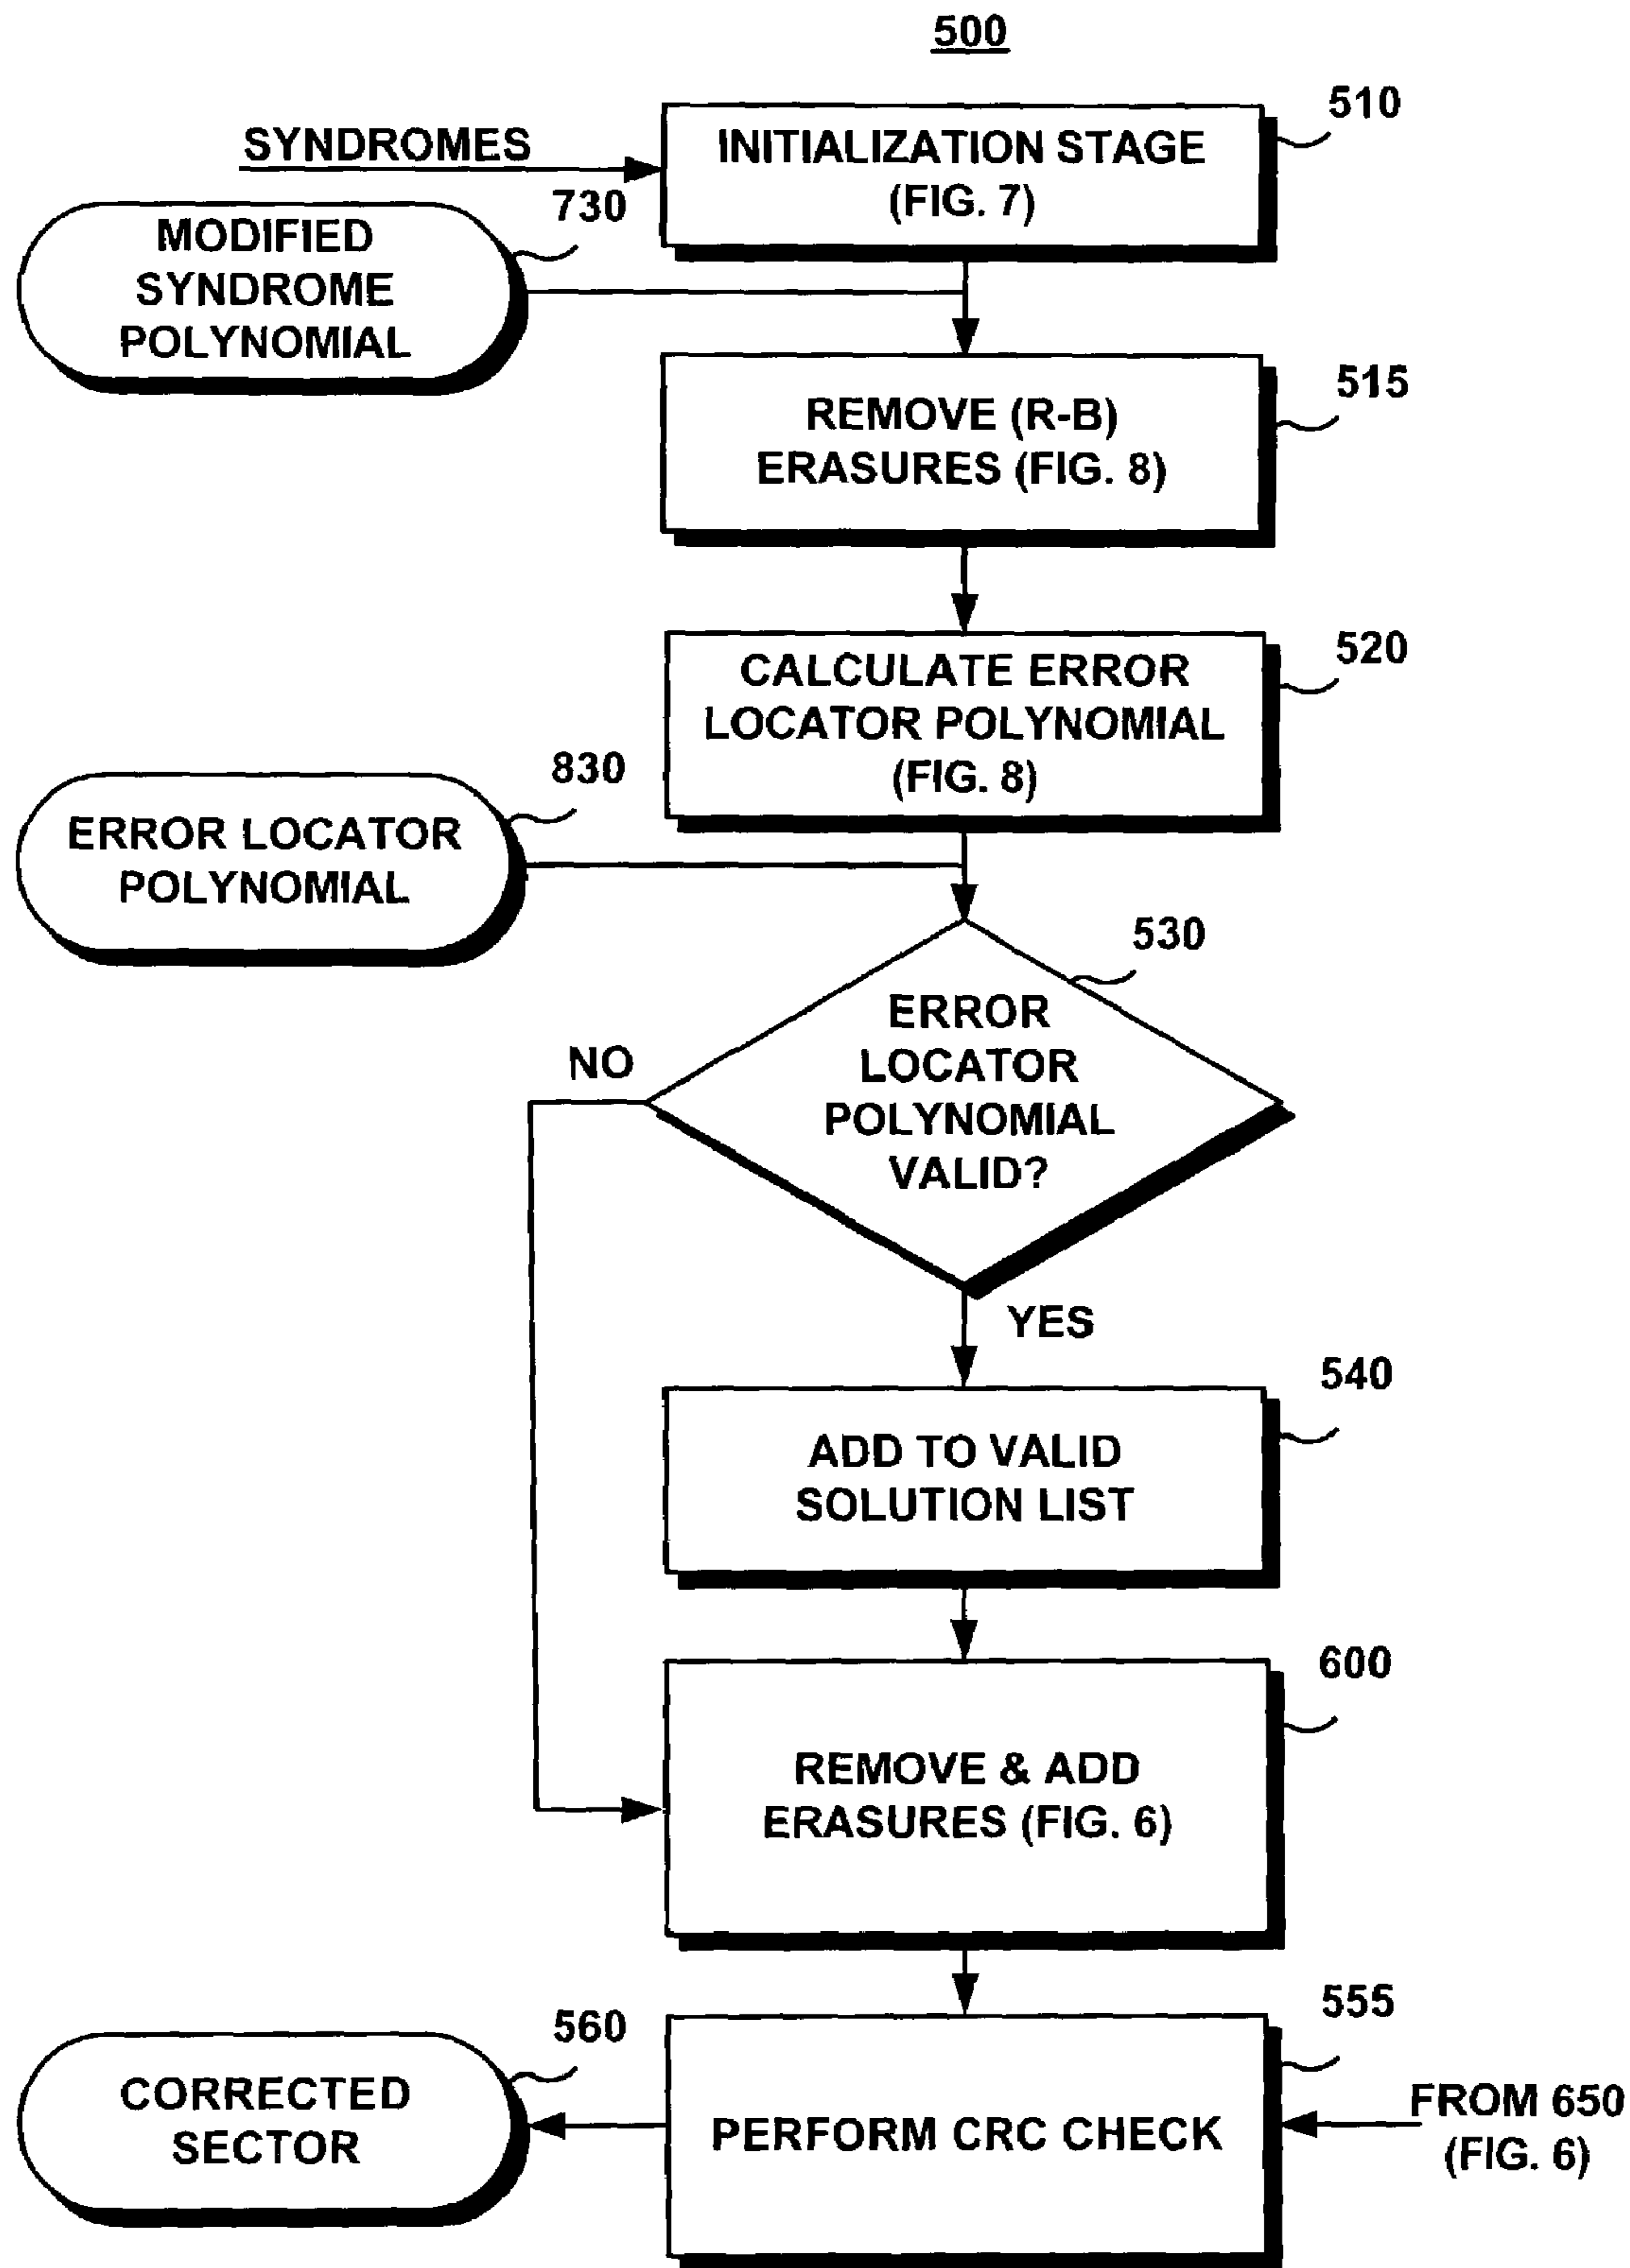 500
510
SYNDROMES
INITIALIZATION STAGE
(FIG. 7)
730
MODIFIED
SYNDROME
POLYNOMIAL
515
REMOVE (R-B)
ERASURES (FIG. 8)
520
CALCULATE ERROR
LOCATOR POLYNOMIAL
(FIG. 8)
830
ERROR LOCATOR
POLYNOMIAL
530
ERROR
LOCATOR
POLYNOMIAL
VALID?
NO
YES
540
ADD TO VALID
SOLUTION LIST
600
REMOVE & ADD
ERASURES (FIG. 6)
555
560
CORRECTED
SECTOR
PERFORM CRC CHECK
FROM 650
(FIG. 6)